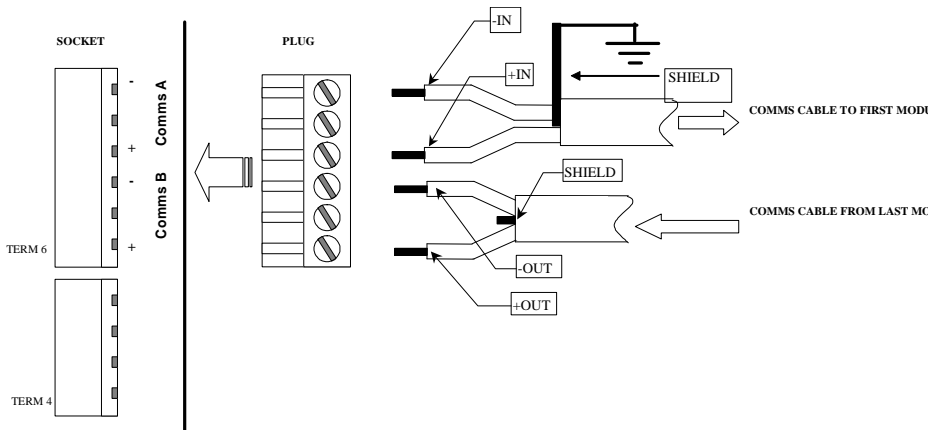 SOCKET
PLUG
-IN
+IN
SHIELD
COMMS CABLE TO FIRST MODU
- Comms A +
- Comms B +
SHIELD
COMMS CABLE FROM LAST MO
TERM 6
-OUT
+OUT
TERM 4